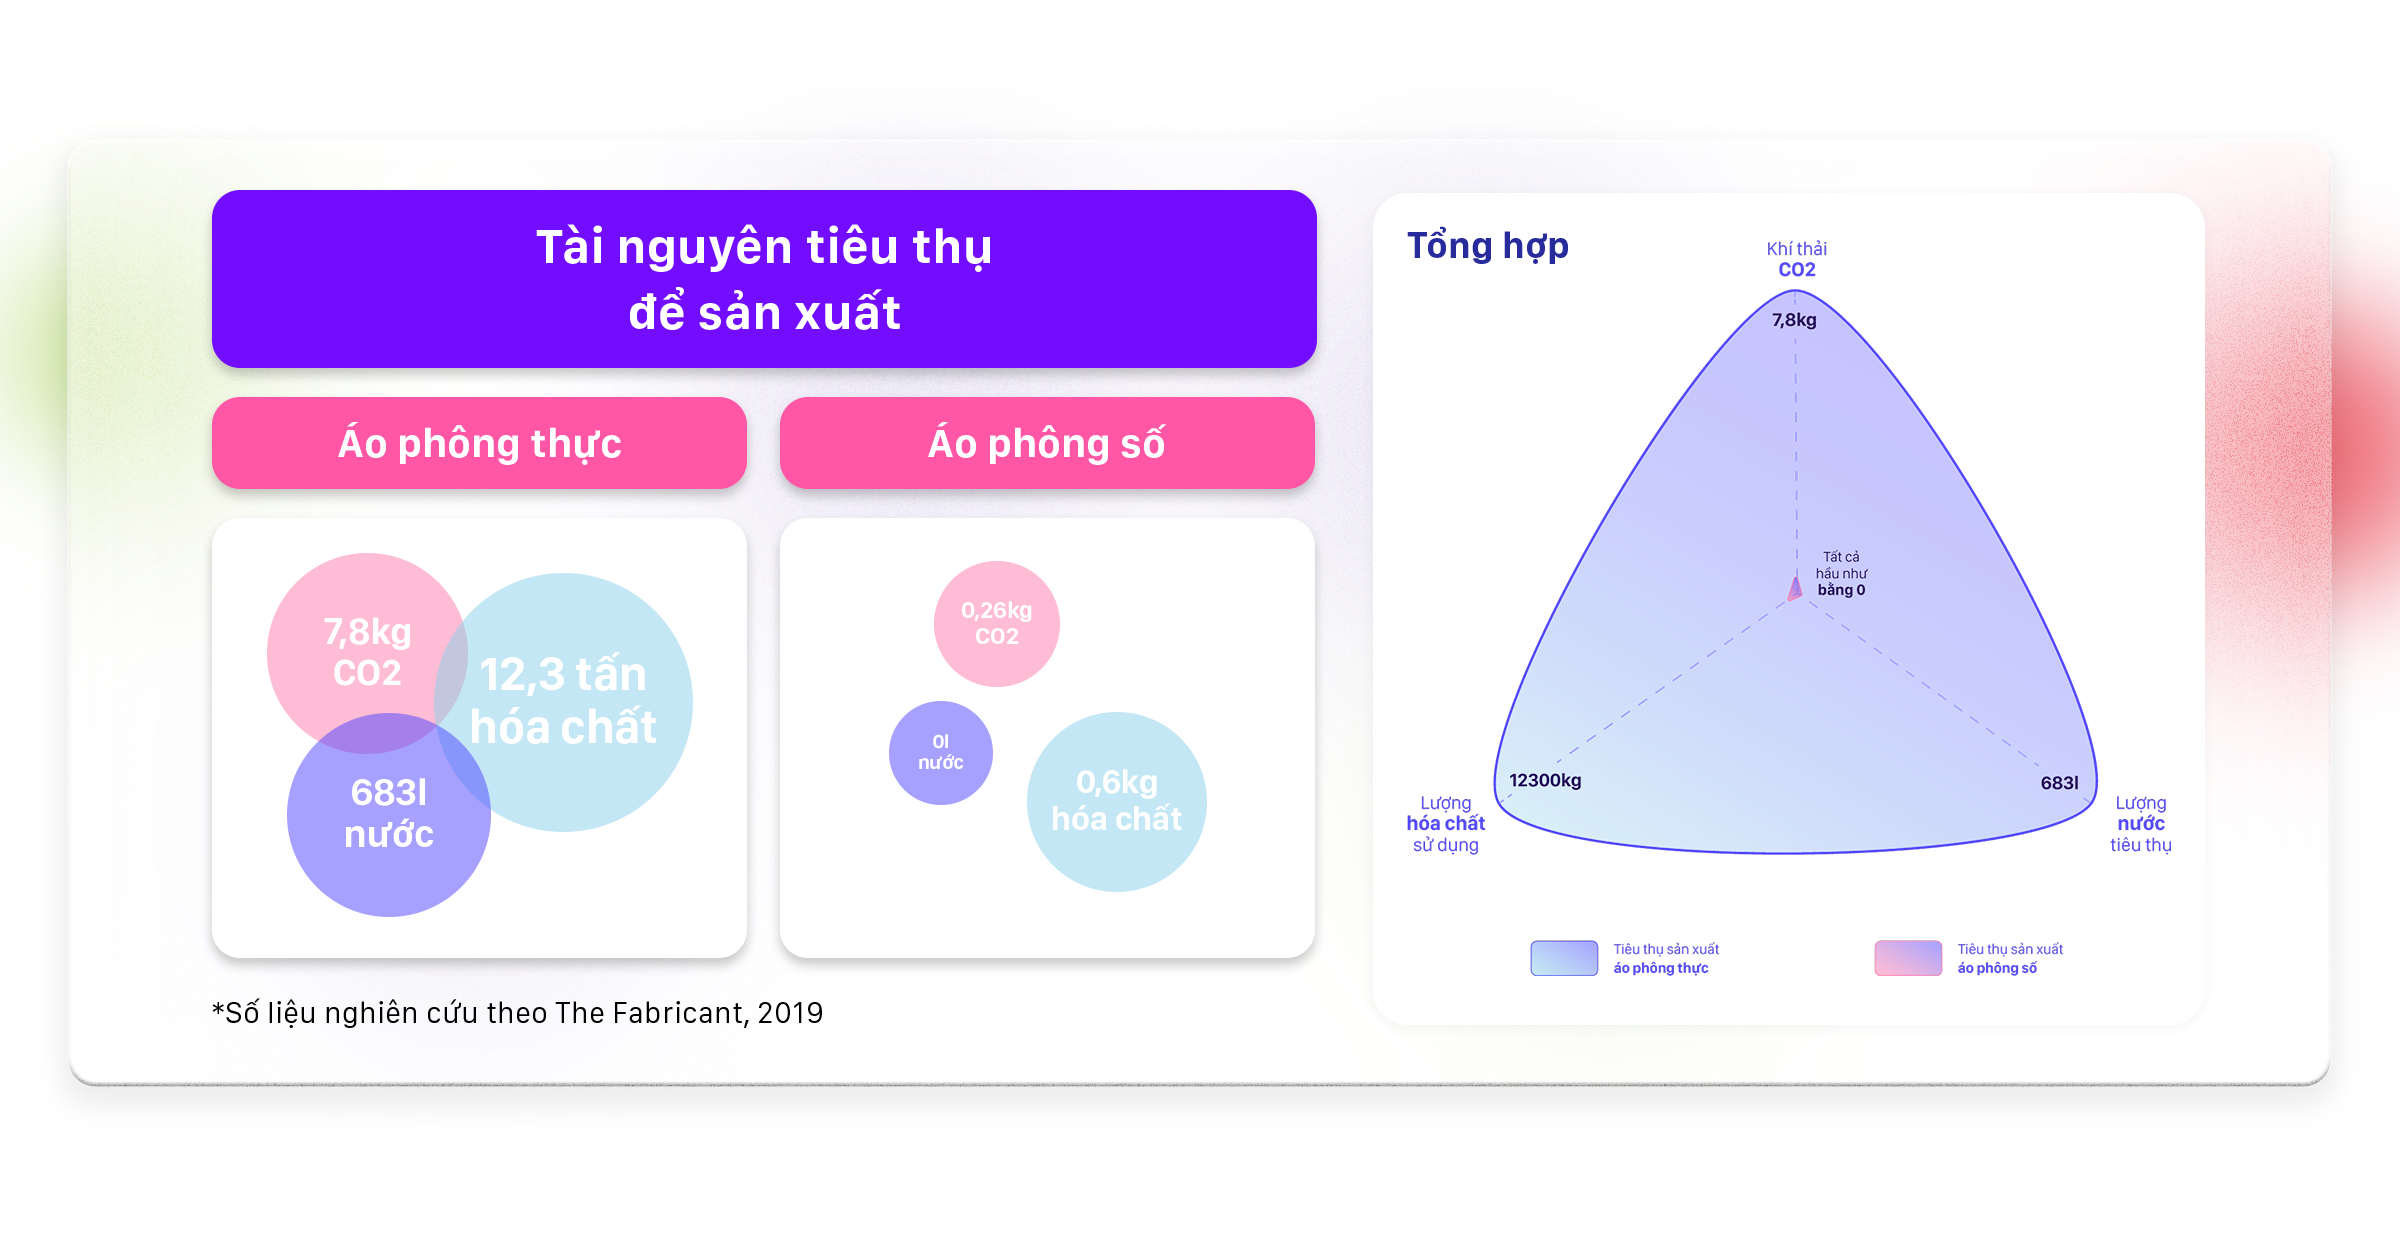 Tài nguyên tiêu thụ
để sản xuất
Áo phông thực
Áo phông số
7,8kg
CO2
12,3 tấn
hóa chất
683l
nước
0,26kg
CO2
0l
nước
0,6kg
hóa chất
*Số liệu nghiên cứu theo The Fabricant, 2019
Tổng hợp
Khí thải
CO2
7,8kg
Tất cả
hầu như
bằng 0
12300kg
683l
Lượng
hóa chất
sử dụng
Lượng
nước
tiêu thụ
Tiêu thụ sản xuất
áo phông thực
Tiêu thụ sản xuất
áo phông số